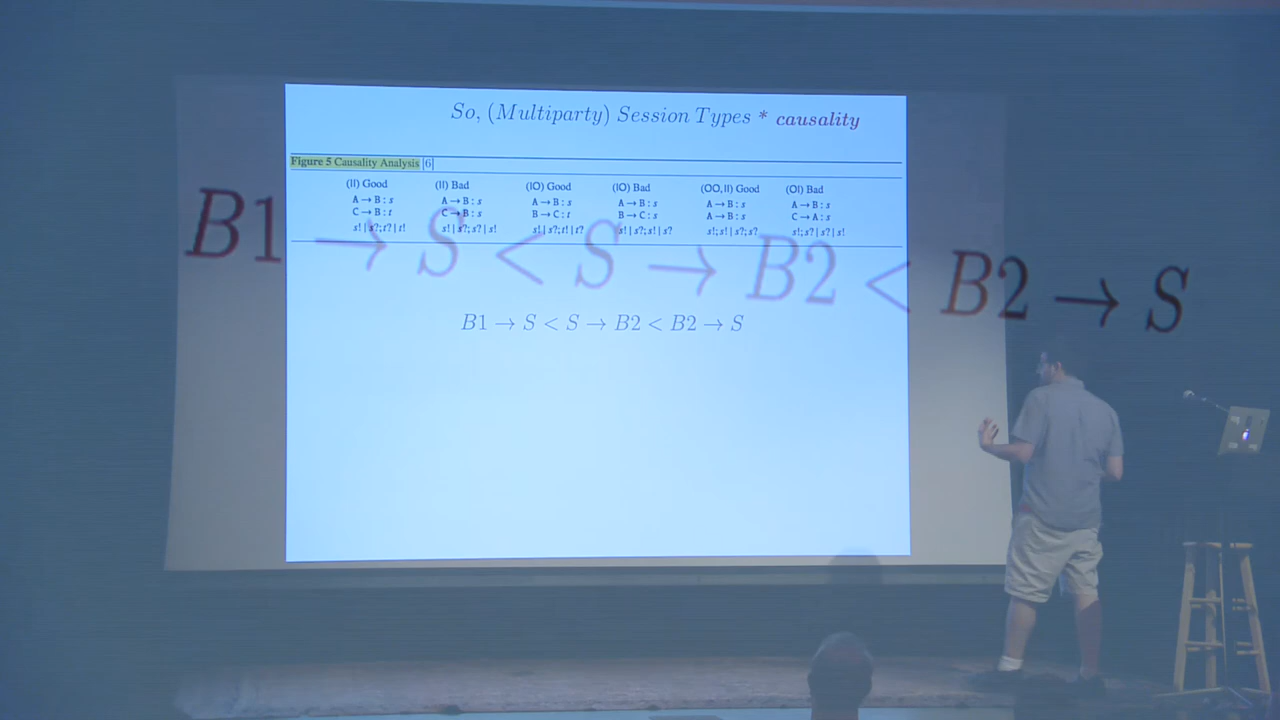 So, (Multiparty) Session Types * causality
Figure 5 Causality Analysis [6]
(II) Good (II) Bad (IO) Good (IO) Bad (OO,II) Good (OI) Bad
A → B : s A → B : s A → B : s A → B : s A → B : s A → B : s
C → B : t C → B : s B → C : t B → C : s A → B : s C → A : s
s! | s?; t? | t! s! | s?; s? | s! s! | s?; t! | t? s! | s?; s! | s? s!; s! | s?; s? s!; s? | s? | s!
B1 → S < S → B2 < B2 → S
B1 → S < S → B2 < B2 → S